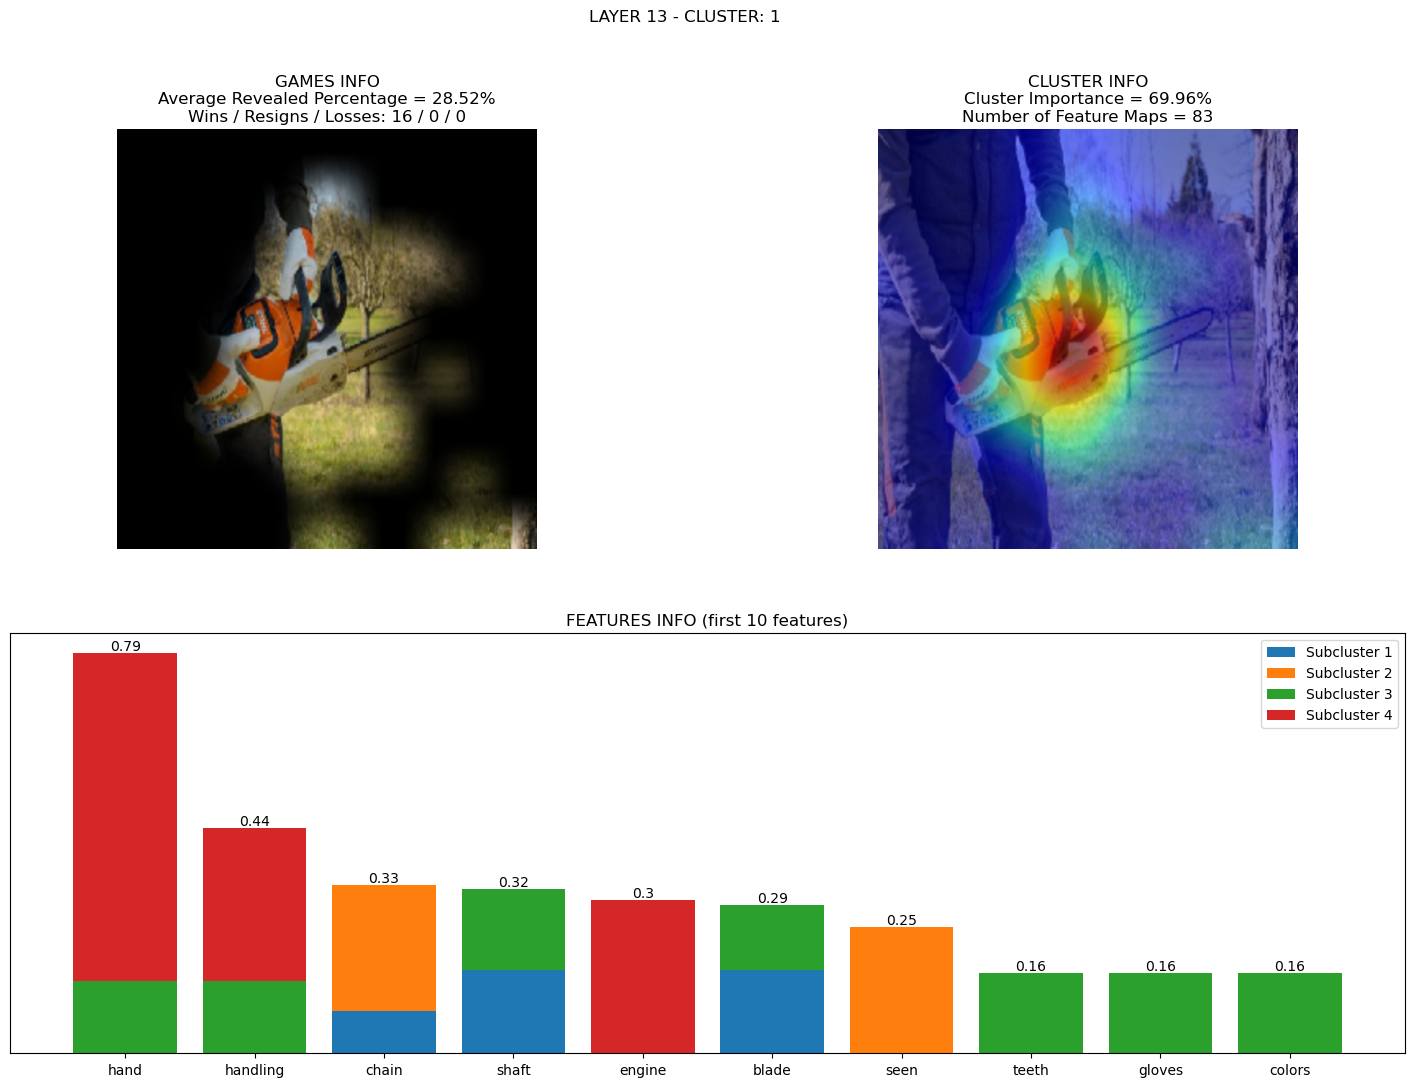 LAYER 13 - CLUSTER: 1
GAMES INFO
Average Revealed Percentage = 28.52%
Wins / Resigns / Losses: 16 / 0 / 0
CLUSTER INFO
Cluster Importance = 69.96%
Number of Feature Maps = 83
FEATURES INFO (first 10 features)
Subcluster 1
Subcluster 2
Subcluster 3
Subcluster 4
0.79
0.44
0.33
0.32
0.3
0.29
0.25
0.16
0.16
0.16
hand
handling
chain
shaft
engine
blade
seen
teeth
gloves
colors